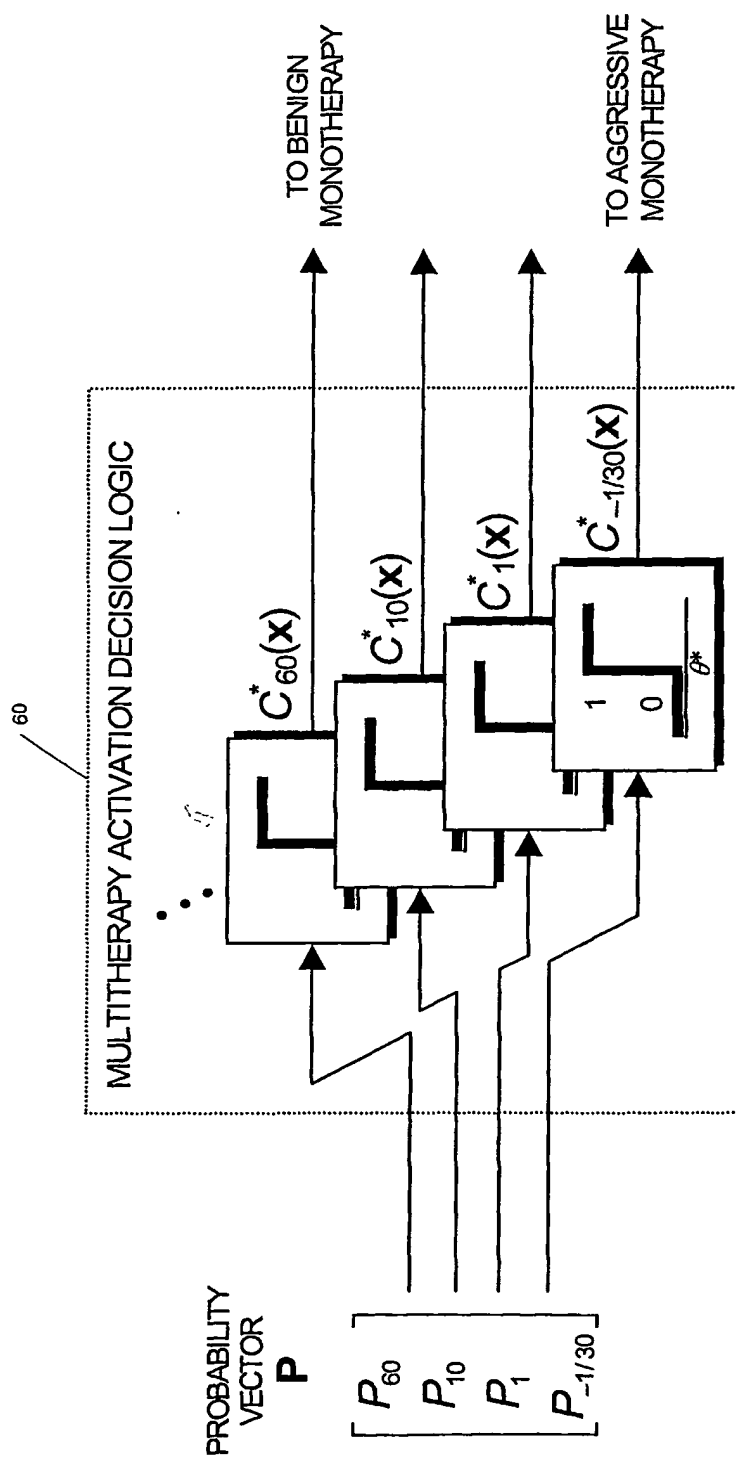 60
MULTITHERAPY ACTIVATION DECISION LOGIC
PROBABILITY
VECTOR
P
P60
P10
P1
P−1/30
C*60(x)
C*10(x)
C*1(x)
C*−1/30(x)
1
0
θ*
TO BENIGN
MONOTHERAPY
TO AGGRESSIVE
MONOTHERAPY